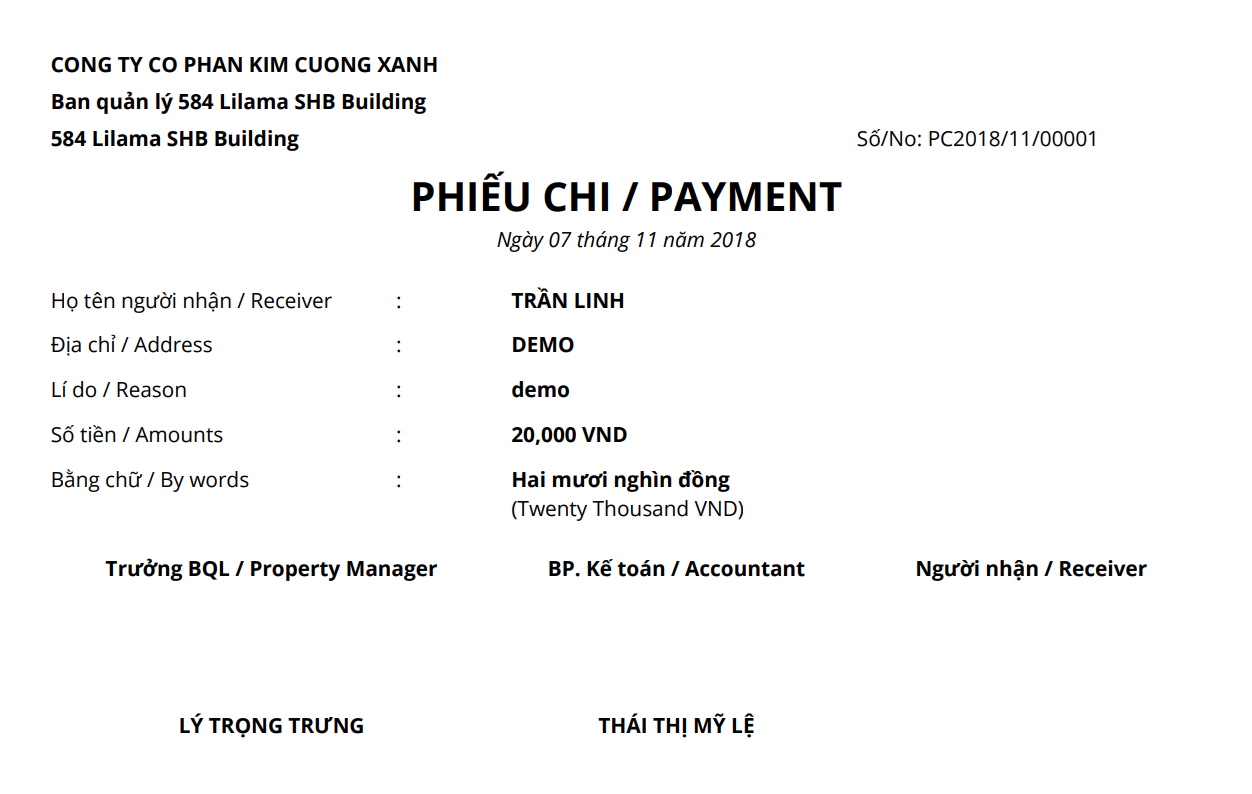 CONG TY CO PHAN KIM CUONG XANH
Ban quản lý 584 Lilama SHB Building
584 Lilama SHB Building Số/No: PC2018/11/00001
PHIẾU CHI / PAYMENT
Ngày 07 tháng 11 năm 2018
Họ tên người nhận / Receiver : TRẦN LINH
Địa chỉ / Address : DEMO
Lí do / Reason : demo
Số tiền / Amounts : 20,000 VND
Bằng chữ / By words : Hai mươi nghìn đồng
(Twenty Thousand VND)
Trưởng BQL / Property Manager BP. Kế toán / Accountant Người nhận / Receiver
LÝ TRỌNG TRƯNG THÁI THỊ MỸ LỆ